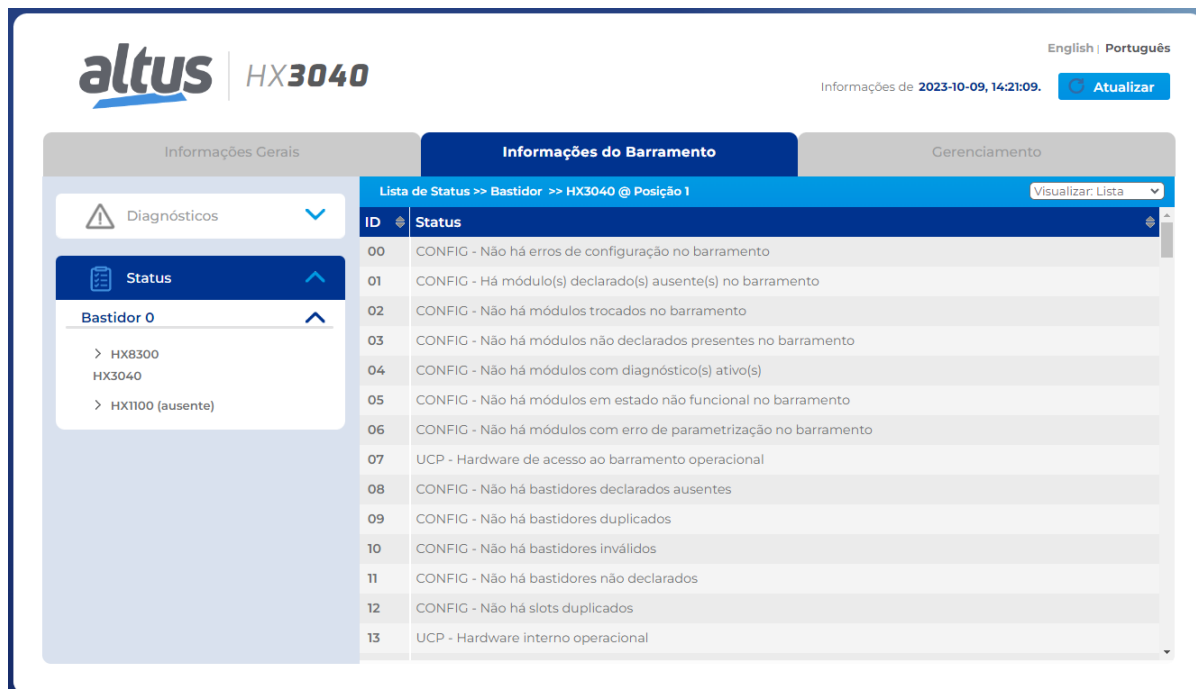 English | Português
altus | HX3040
Informações de 2023-10-09, 14:21:09. Atualizar
Informações Gerais Informações do Barramento Gerenciamento
Lista de Status >> Bastidor >> HX3040 @ Posição 1 Visualizar: Lista
Diagnósticos
Status
Bastidor 0
> HX8300
HX3040
> HX1100 (ausente)
ID Status
00 CONFIG - Não há erros de configuração no barramento
01 CONFIG - Há módulo(s) declarado(s) ausente(s) no barramento
02 CONFIG - Não há módulos trocados no barramento
03 CONFIG - Não há módulos não declarados presentes no barramento
04 CONFIG - Não há módulos com diagnóstico(s) ativo(s)
05 CONFIG - Não há módulos em estado não funcional no barramento
06 CONFIG - Não há módulos com erro de parametrização no barramento
07 UCP - Hardware de acesso ao barramento operacional
08 CONFIG - Não há bastidores declarados ausentes
09 CONFIG - Não há bastidores duplicados
10 CONFIG - Não há bastidores inválidos
11 CONFIG - Não há bastidores não declarados
12 CONFIG - Não há slots duplicados
13 UCP - Hardware interno operacional